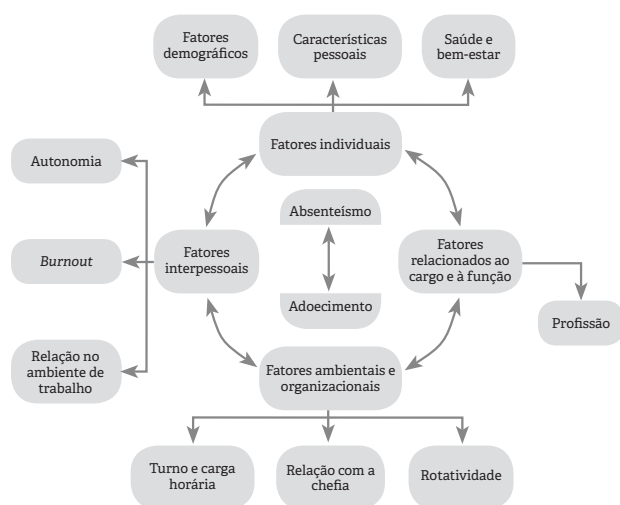 Fatores
demográficos
Características
pessoais
Saúde e
bem-estar
Fatores individuais
Autonomia
Absenteísmo
Burnout
Fatores
interpessoais
Fatores
relacionados ao
cargo e à função
Adoecimento
Profissão
Relação no
ambiente de
trabalho
Fatores ambientais e
organizacionais
Turno e carga
horária
Relação com a
chefia
Rotatividade